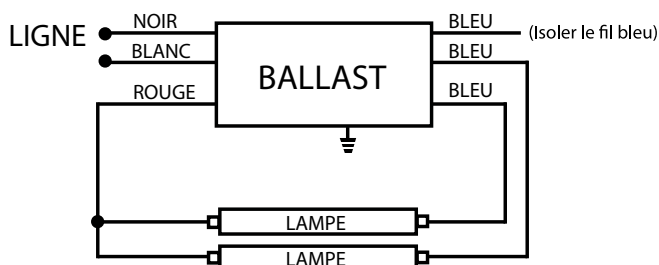 NOIR
BLEU
LIGNE
(Isoler le fil bleu)
BLANC
BLEU
BALLAST
ROUGE
BLEU
LAMPE
LAMPE